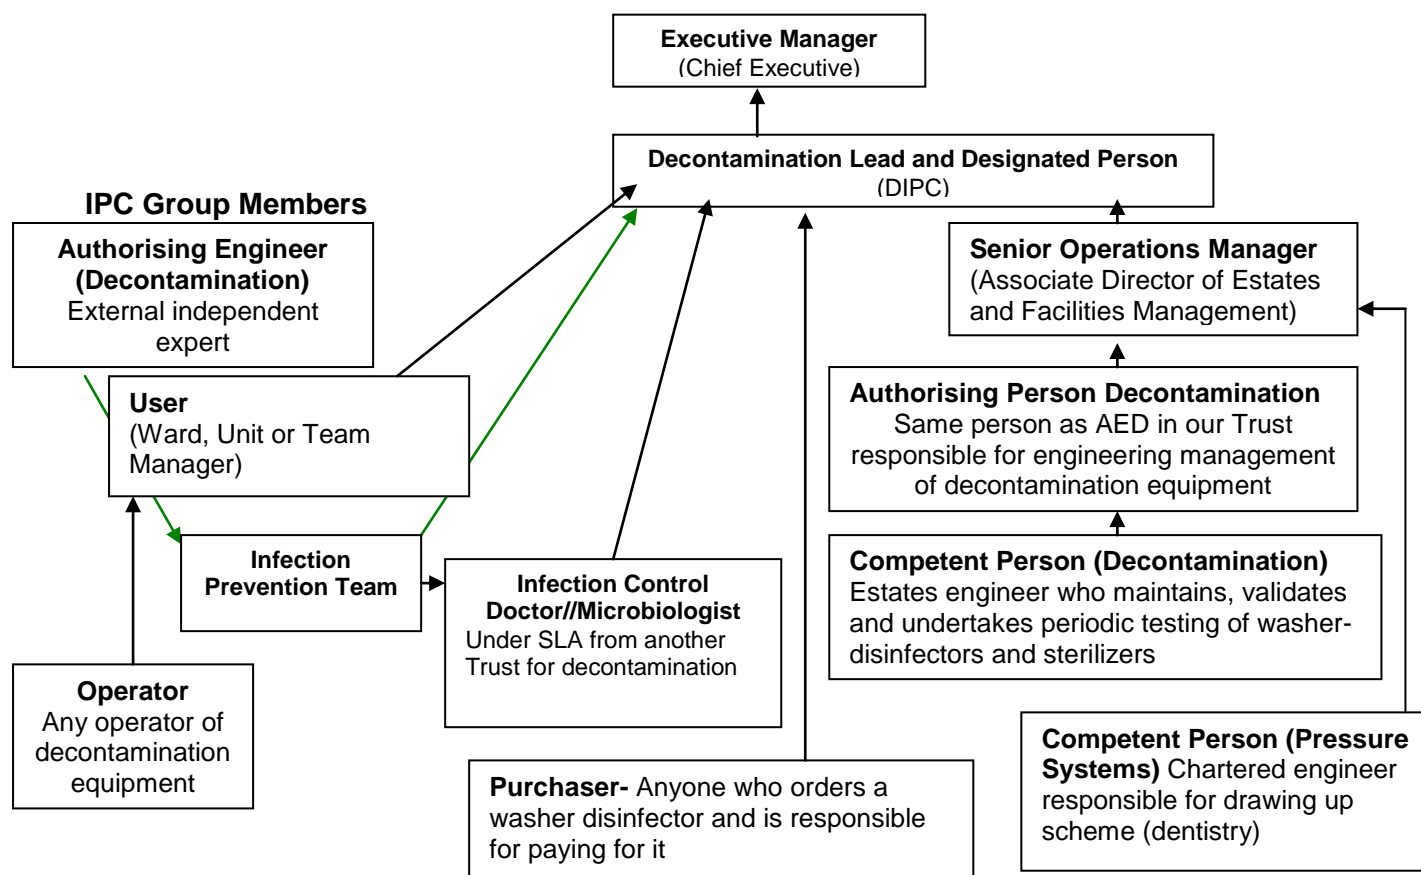 Executive Manager
(Chief Executive)
Decontamination Lead and Designated Person
(DIPC)
IPC Group Members
Authorising Engineer
(Decontamination)
External independent
expert
Senior Operations Manager
(Associate Director of Estates
and Facilities Management)
User
(Ward, Unit or Team
Manager)
Authorising Person Decontamination
Same person as AED in our Trust
responsible for engineering management
of decontamination equipment
Infection
Prevention Team
Infection Control
Doctor//Microbiologist
Under SLA from another
Trust for decontamination
Competent Person (Decontamination)
Estates engineer who maintains, validates
and undertakes periodic testing of washer-
disinfectors and sterilizers
Operator
Any operator of
decontamination
equipment
Purchaser- Anyone who orders a
washer disinfector and is responsible
for paying for it
Competent Person (Pressure
Systems) Chartered engineer
responsible for drawing up
scheme (dentistry)